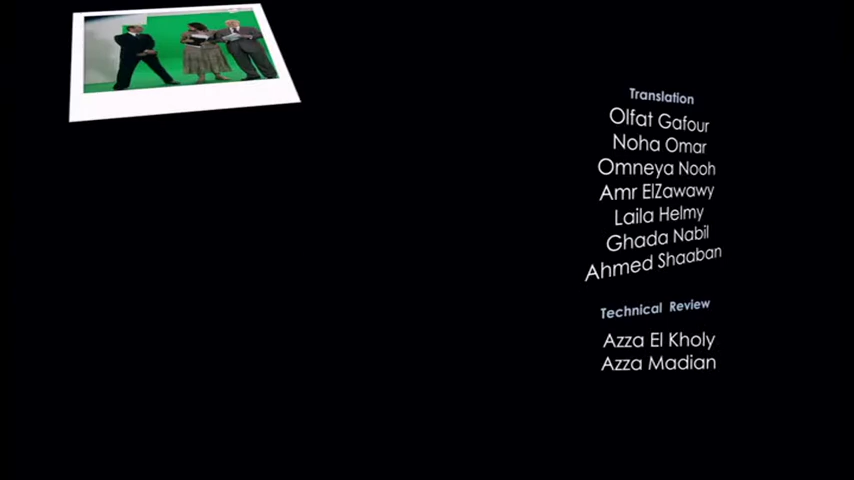 Translation
Olfat Gafour
Noha Omar
Omneya Nooh
Amr ElZawawy
Laila Helmy
Ghada Nabil
Ahmed Shaaban
Technical Review
Azza El Kholy
Azza Madian